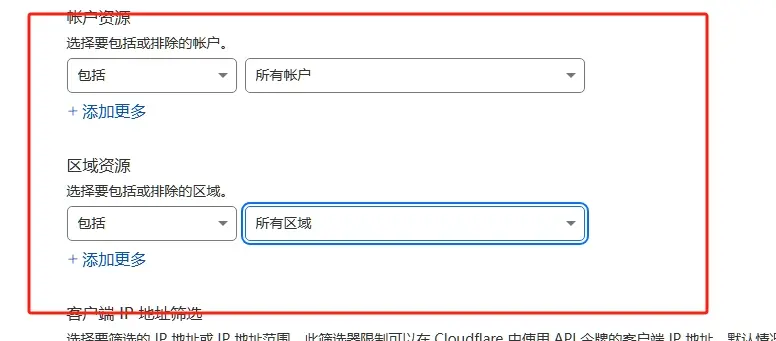 帐户资源
选择要包括或排除的帐户。
包括
所有帐户
+ 添加更多
区域资源
选择要包括或排除的区域。
包括
所有区域
+ 添加更多
客户端 IP 地址筛选
选择要筛选的 IP 地址或 IP 地址范围。此筛选器限制可以在 Cloudflare 中使用 API 令牌的客户端 IP 地址。默认情